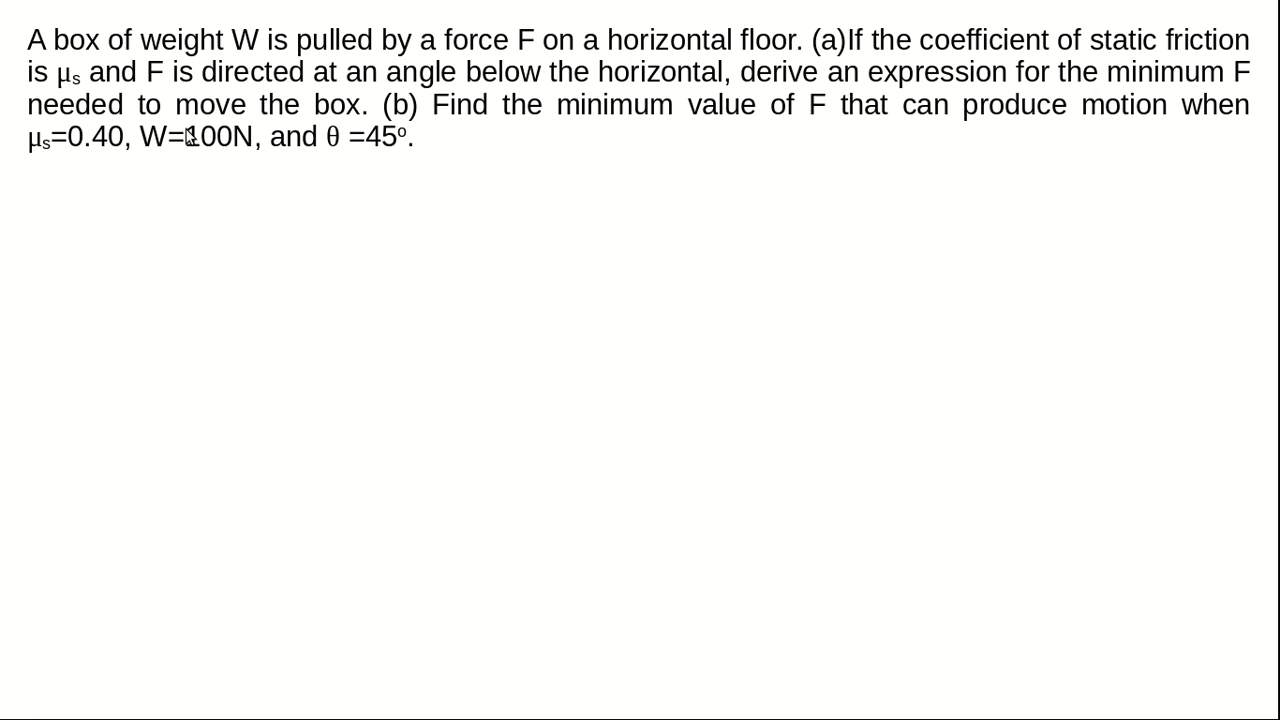 A box of weight W is pulled by a force F on a horizontal floor. (a)If the coefficient of static friction
is μₛ and F is directed at an angle below the horizontal, derive an expression for the minimum F
needed to move the box. (b) Find the minimum value of F that can produce motion when
μₛ=0.40, W=100N, and θ =45º.